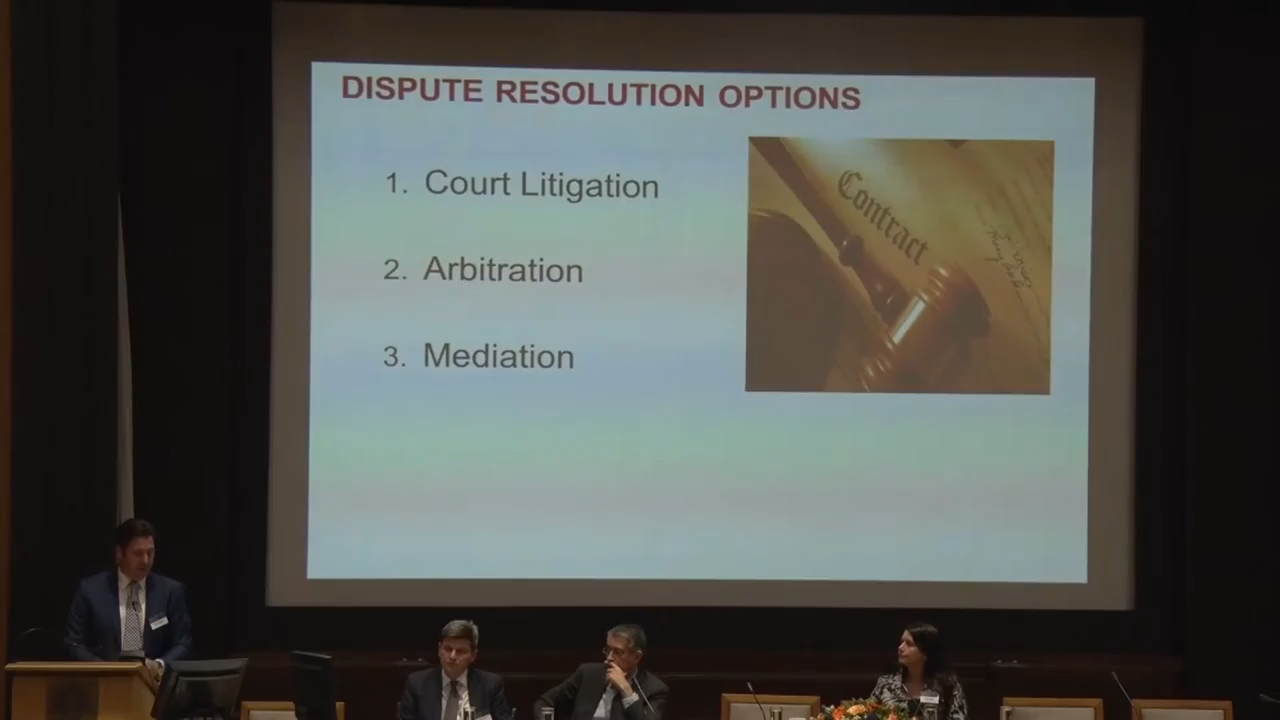 DISPUTE RESOLUTION OPTIONS
1. Court Litigation
2. Arbitration
3. Mediation
Contract